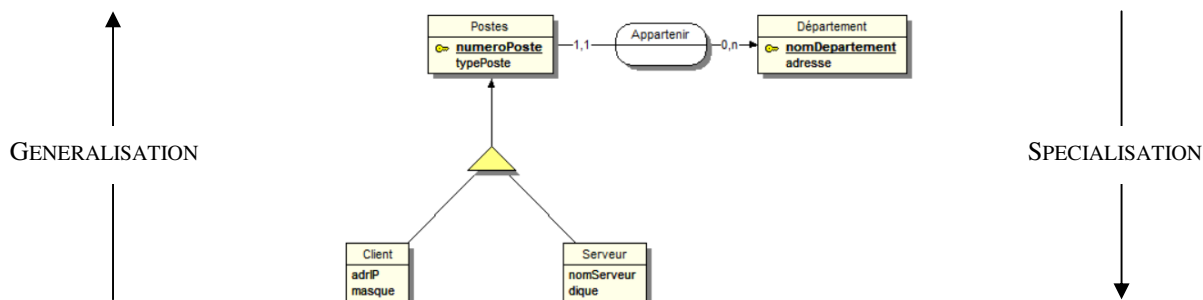 Postes
numeroPoste
typePoste
1,1
Appartenir
0,n
Département
nomDepartement
adresse
GENERALISATION
SPECIALISATION
Client
adrIP
masque
Serveur
nomServeur
dique